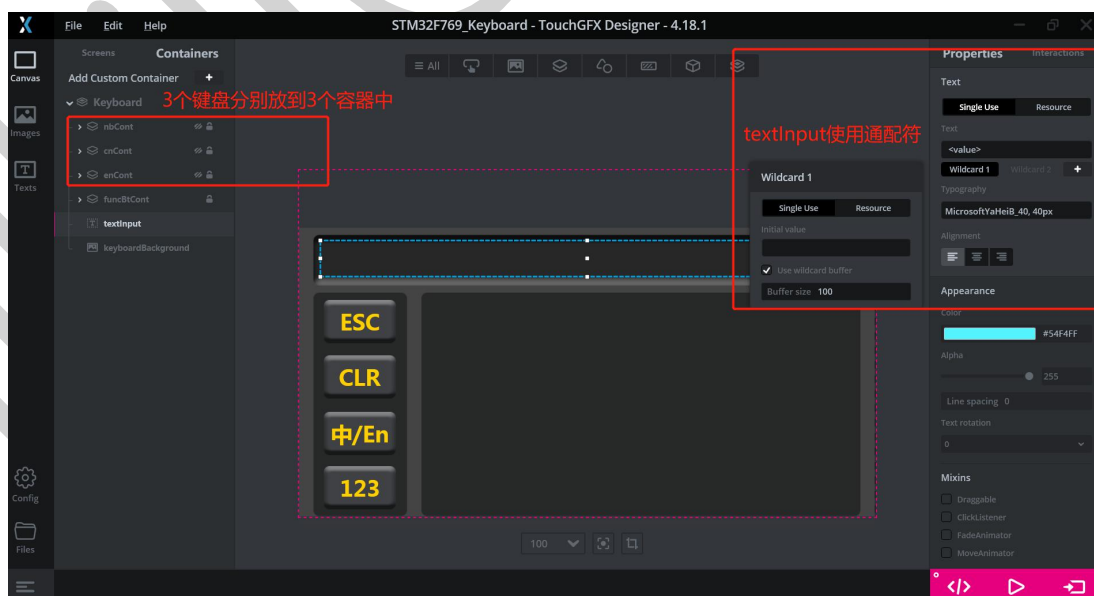 File Edit Help
STM32F769_Keyboard - TouchGFX Designer - 4.18.1
Canvas
Images
Texts
Config
Files
Screens Containers
Add Custom Container +
Keyboard
3个键盘分别放到3个容器中
nbCont
cnCont
enCont
funcBtCont
textInput
keyboardBackground
All
textInput使用通配符
Wildcard 1
Single Use Resource
Initial value
Use wildcard buffer
Buffer size 100
ESC
CLR
中/En
123
100
Properties Interactions
Text
Single Use Resource
Text
<value>
Wildcard 1 Wildcard 2 +
Typography
MicrosoftYaHeiB_40, 40px
Alignment
Appearance
Color
#54F4FF
Alpha
255
Line spacing 0
Text rotation
0
Mixins
Draggable
ClickListener
FadeAnimator
MoveAnimator